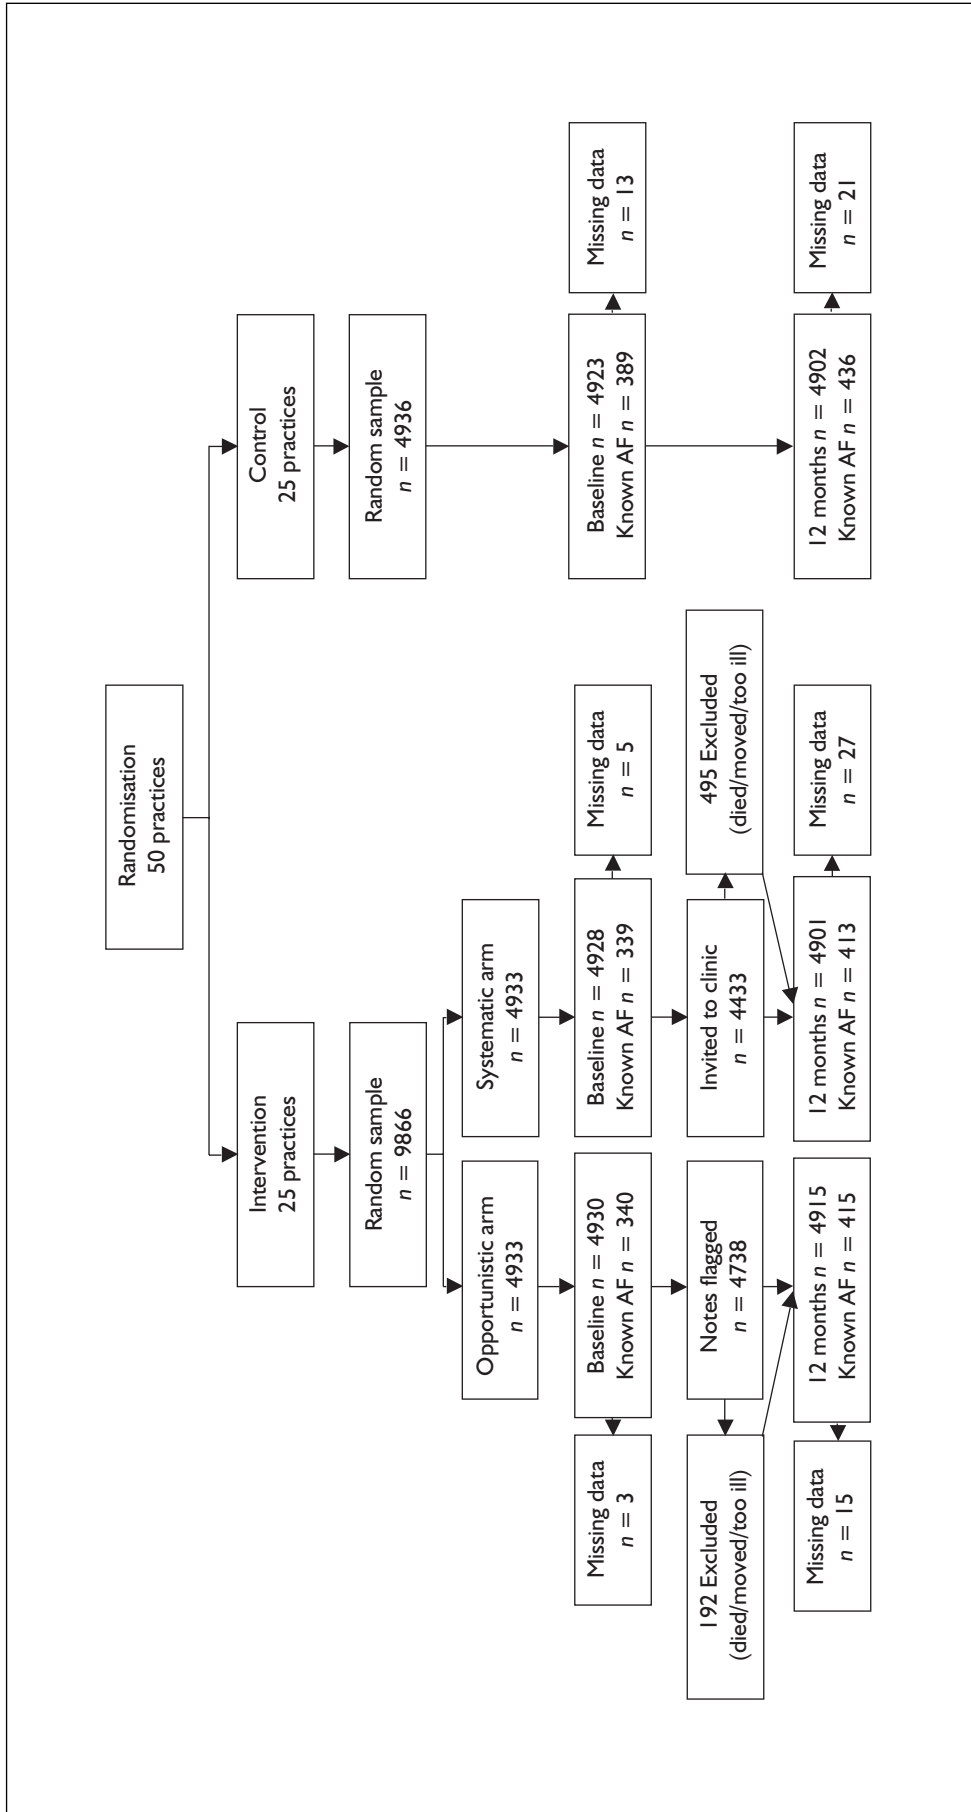 Randomisation
50 practices
Intervention
25 practices
Control
25 practices
Random sample
n = 9866
Random sample
n = 4936
Opportunistic arm
n = 4933
Systematic arm
n = 4933
Missing data
n = 3
Baseline n = 4930
Known AF n = 340
Baseline n = 4928
Known AF n = 339
Missing data
n = 5
Baseline n = 4923
Known AF n = 389
Missing data
n = 13
192 Excluded
(died/moved/too ill)
Notes flagged
n = 4738
Invited to clinic
n = 4433
495 Excluded
(died/moved/too ill)
Missing data
n = 15
12 months n = 4915
Known AF n = 415
12 months n = 4901
Known AF n = 413
Missing data
n = 27
12 months n = 4902
Known AF n = 436
Missing data
n = 21